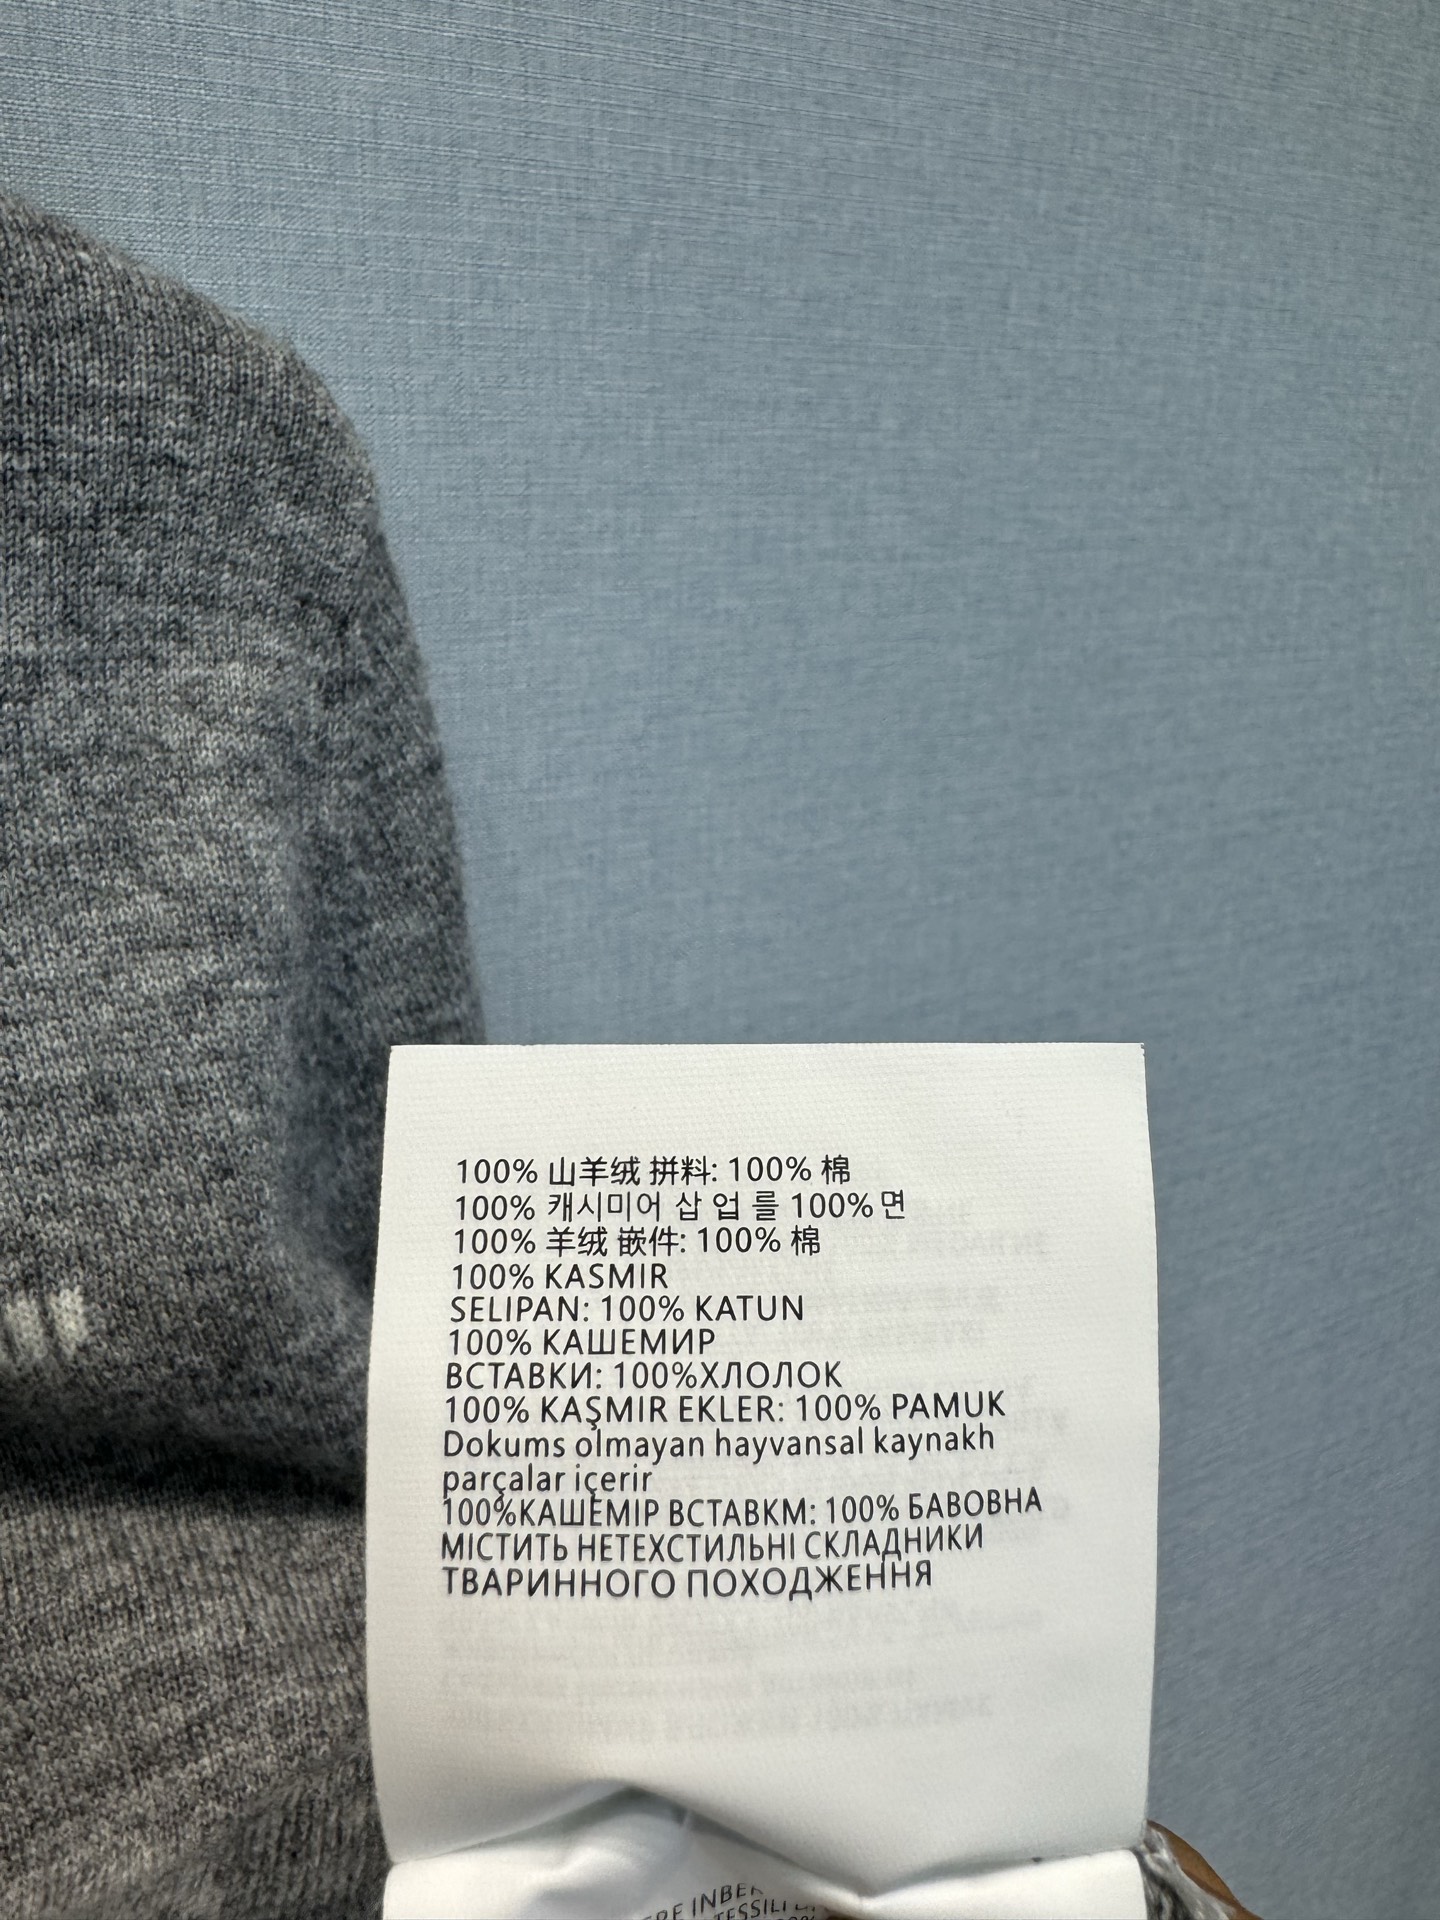 100% 山羊绒 拼料: 100% 棉
100% 캐시미어 삽 업 를 100%면
100% 羊绒 嵌件: 100% 棉
100% KASMIR
SELIPAN: 100% KATUN
100% КАШЕМИР
ВСТАВКИ: 100%ХЛОЛОК
100% KAŞMIR EKLER: 100% PAMUK
Dokums olmayan hayvansal kaynakh
parçalar içerir
100%КАШЕМІР ВСТАВКМ: 100% БАВОВНА
МІСТИТЬ НЕТЕХСТИЛЬНІ СКЛАДНИКИ
ТВАРИННОГО ПОХОДЖЕННЯ